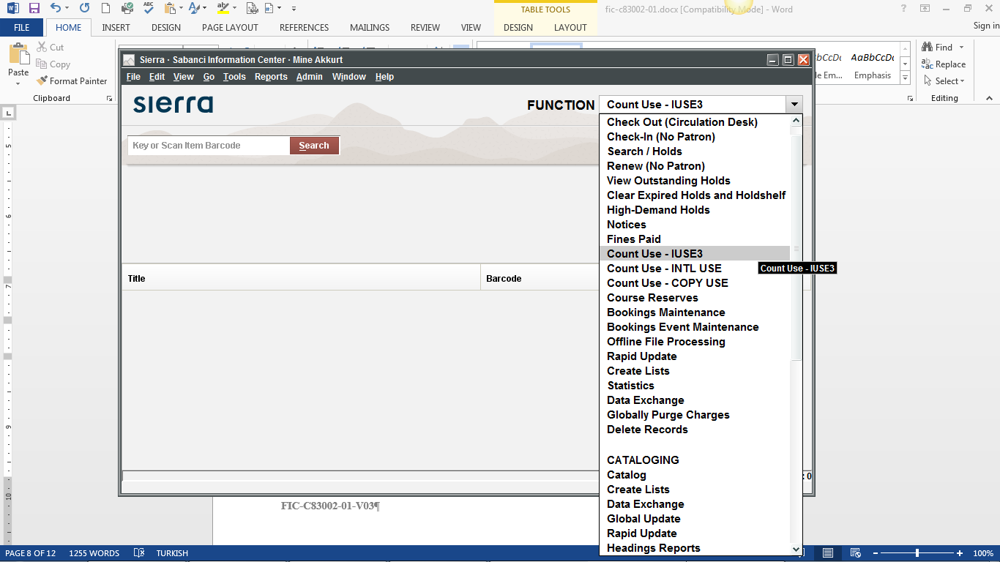 TABLE TOOLS
fic-c83002-01.docx [Compatibility Mode] - Word
FILE HOME INSERT DESIGN PAGE LAYOUT REFERENCES MAILINGS REVIEW VIEW DESIGN LAYOUT Sign in
Paste
Cut
Copy
Format Painter
Clipboard
AaBbCcDc
Emphasis
Find
Replace
Select
Editing
Sierra · Sabanci Information Center · Mine Akkurt
File Edit View Go Tools Reports Admin Window Help
sierra
FUNCTION Count Use - IUSE3
Key or Scan Item Barcode Search
Title Barcode
Check Out (Circulation Desk)
Check-In (No Patron)
Search / Holds
Renew (No Patron)
View Outstanding Holds
Clear Expired Holds and Holdshelf
High-Demand Holds
Notices
Fines Paid
Count Use - IUSE3
Count Use - IUSE3
Count Use - INTL USE
Count Use - COPY USE
Course Reserves
Bookings Maintenance
Bookings Event Maintenance
Offline File Processing
Rapid Update
Create Lists
Statistics
Data Exchange
Globally Purge Charges
Delete Records
CATALOGING
Catalog
Create Lists
Data Exchange
Global Update
Rapid Update
Headings Reports
: 0
FIC-C83002-01-V03¶
5
6
7
9
10
PAGE 8 OF 12 1255 WORDS TURKISH 100%